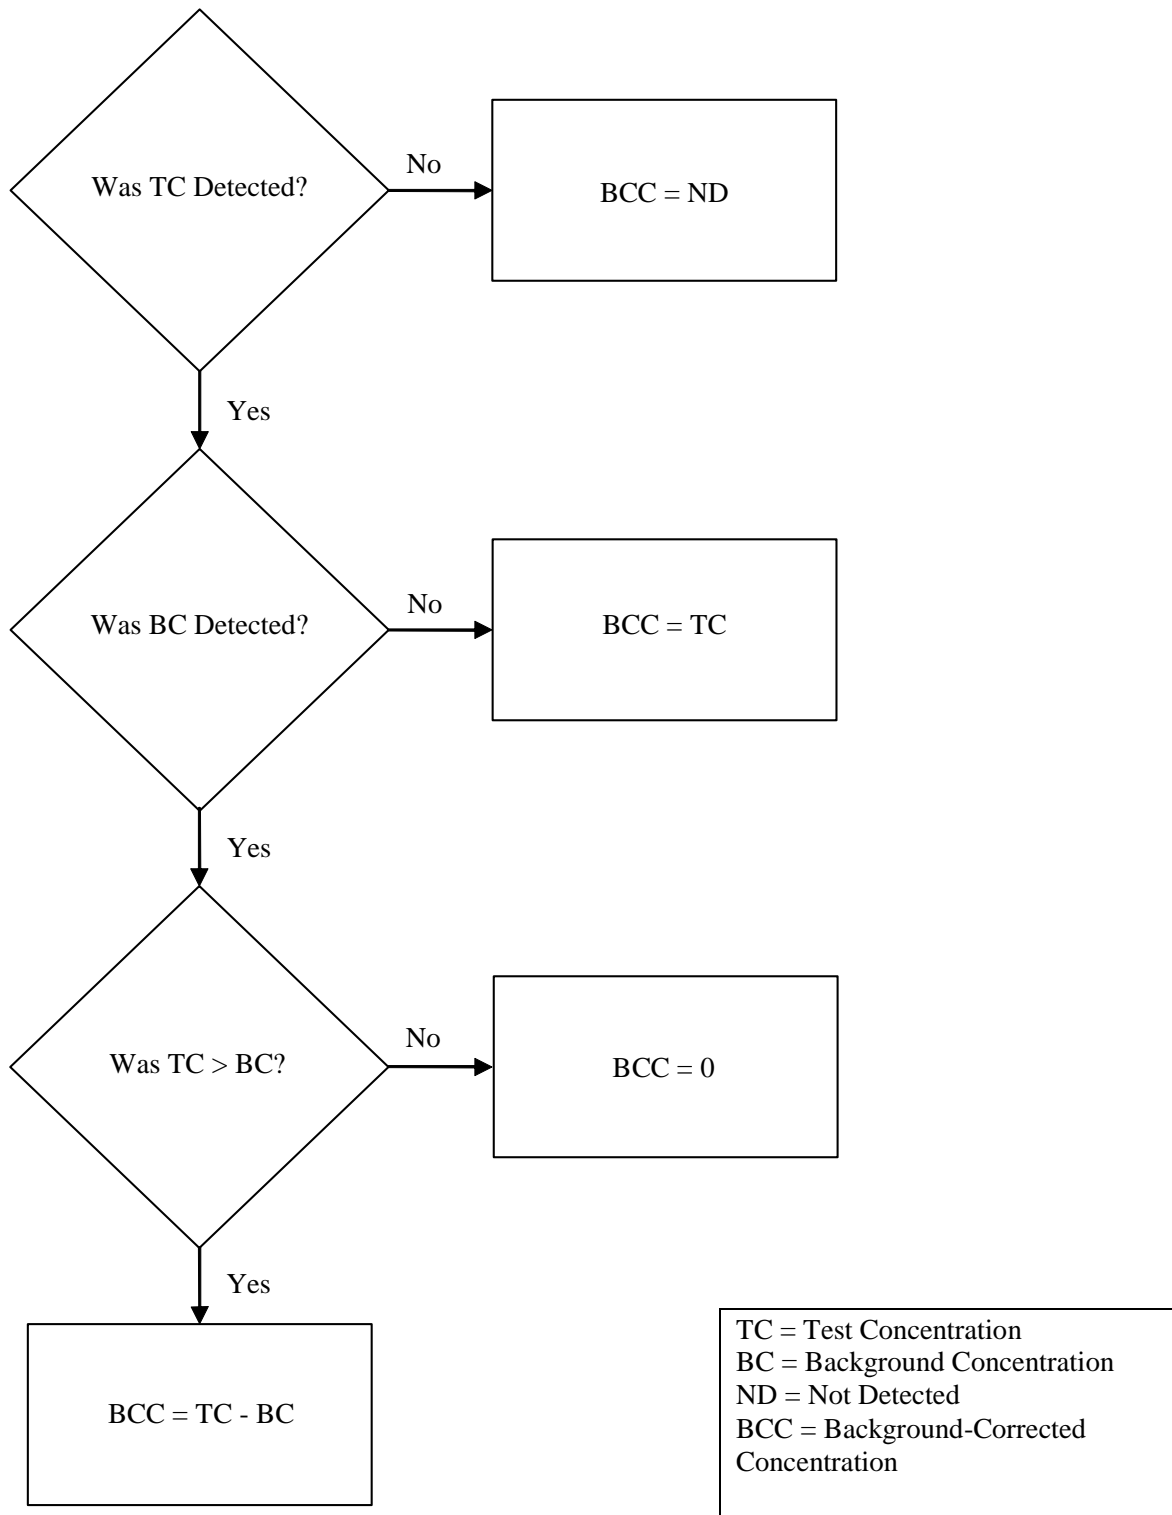 Was TC Detected?
No
BCC = ND
Yes
Was BC Detected?
No
BCC = TC
Yes
Was TC > BC?
No
BCC = 0
Yes
BCC = TC - BC
TC = Test Concentration
BC = Background Concentration
ND = Not Detected
BCC = Background-Corrected
Concentration